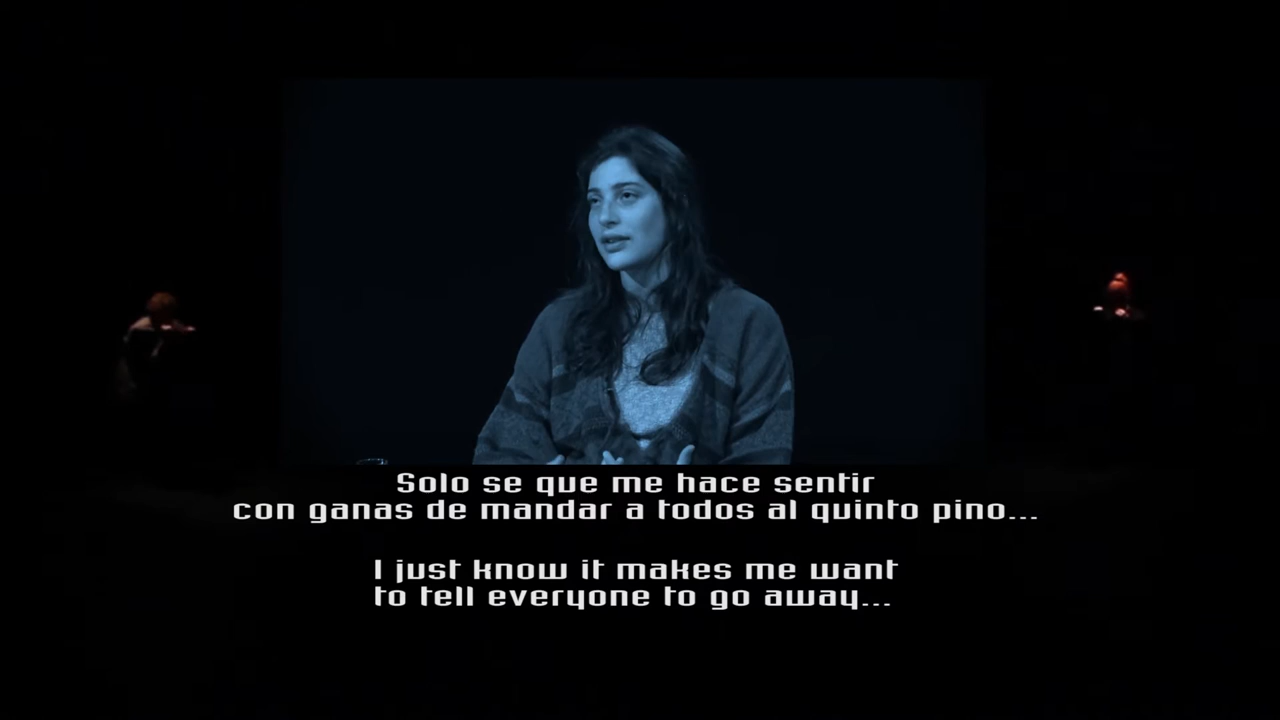 Solo se que me hace sentir
con ganas de mandar a todos al quinto pino...
I just know it makes me want
to tell everyone to go away...